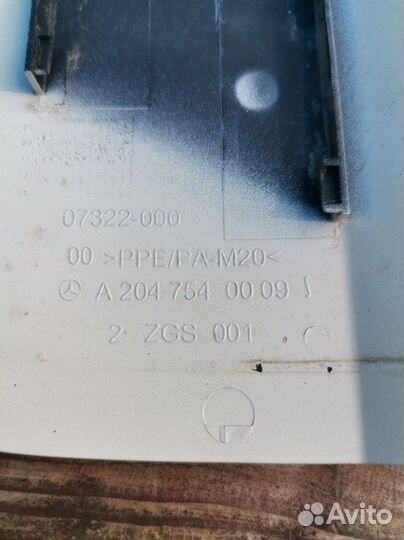 07322-000
00 >PPE/PA-M20<
A 204 754 00 09
2 ZGS 001
Avito